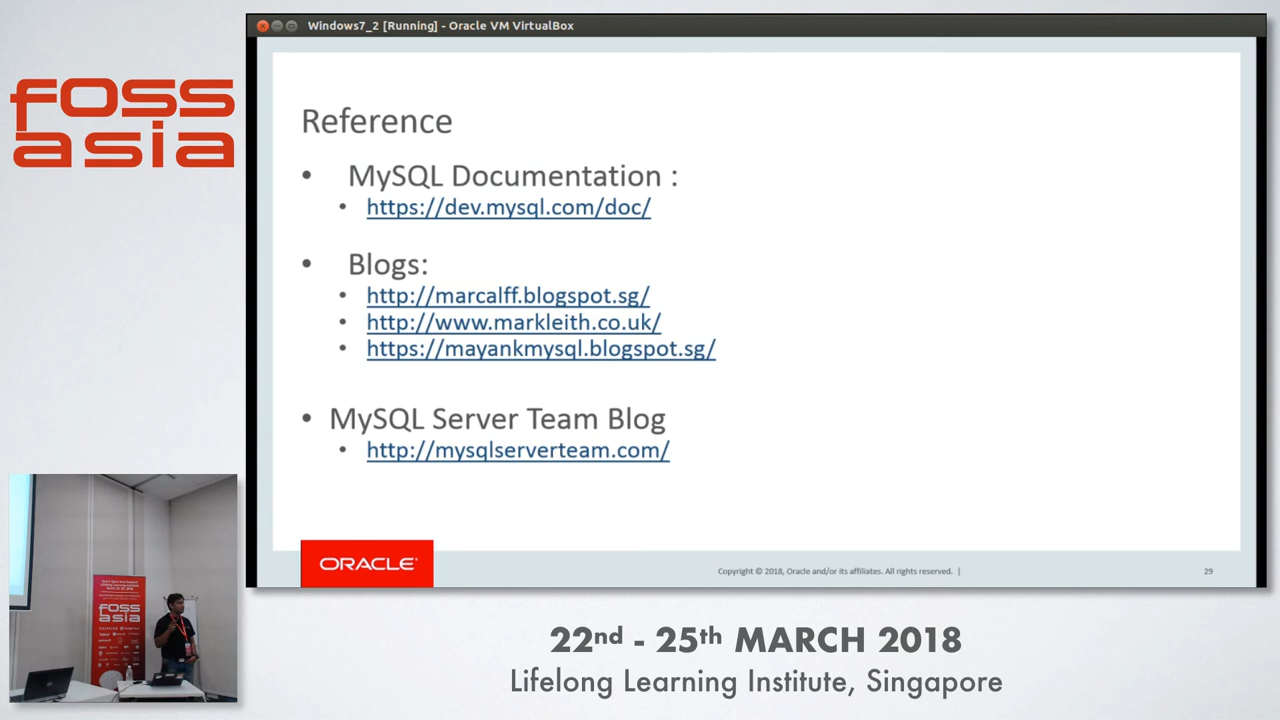 foss
asia
Windows7_2 [Running] - Oracle VM VirtualBox
Reference
• MySQL Documentation :
• https://dev.mysql.com/doc/
• Blogs:
• http://marcalff.blogspot.sg/
• http://www.markleith.co.uk/
• https://mayankmysql.blogspot.sg/
• MySQL Server Team Blog
• http://mysqlserverteam.com/
ORACLE®
Copyright © 2018, Oracle and/or its affiliates. All rights reserved. |
29
foss
asia
22nd - 25th MARCH 2018
Lifelong Learning Institute, Singapore